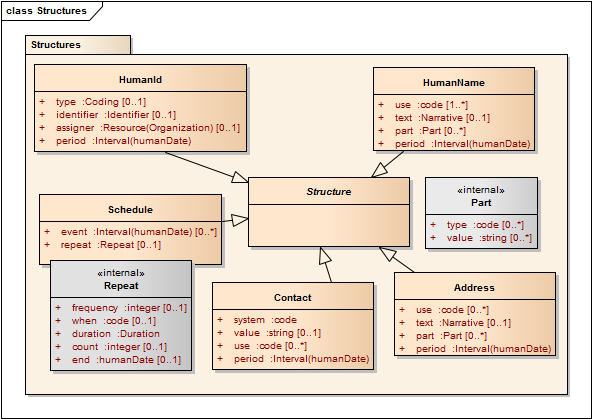 class Structures
Structures
HumanId
+ type :Coding [0..1]
+ identifier :Identifier [0..1]
+ assigner :Resource(Organization) [0..1]
+ period :Interval(humanDate)
HumanName
+ use :code [1..*]
+ text :Narrative [0..1]
+ part :Part [0..*]
+ period :Interval(humanDate)
Structure
«internal»
Part
+ type :code [0..*]
+ value :string [0..*]
Schedule
+ event :Interval(humanDate) [0..*]
+ repeat :Repeat [0..1]
«internal»
Repeat
+ frequency :integer [0..1]
+ when :code [0..1]
+ duration :Duration
+ count :integer [0..1]
+ end :humanDate [0..1]
Contact
+ system :code
+ value :string [0..1]
+ use :code [0..*]
+ period :Interval(humanDate)
Address
+ use :code [0..*]
+ text :Narrative [0..1]
+ part :Part [0..*]
+ period :Interval(humanDate)